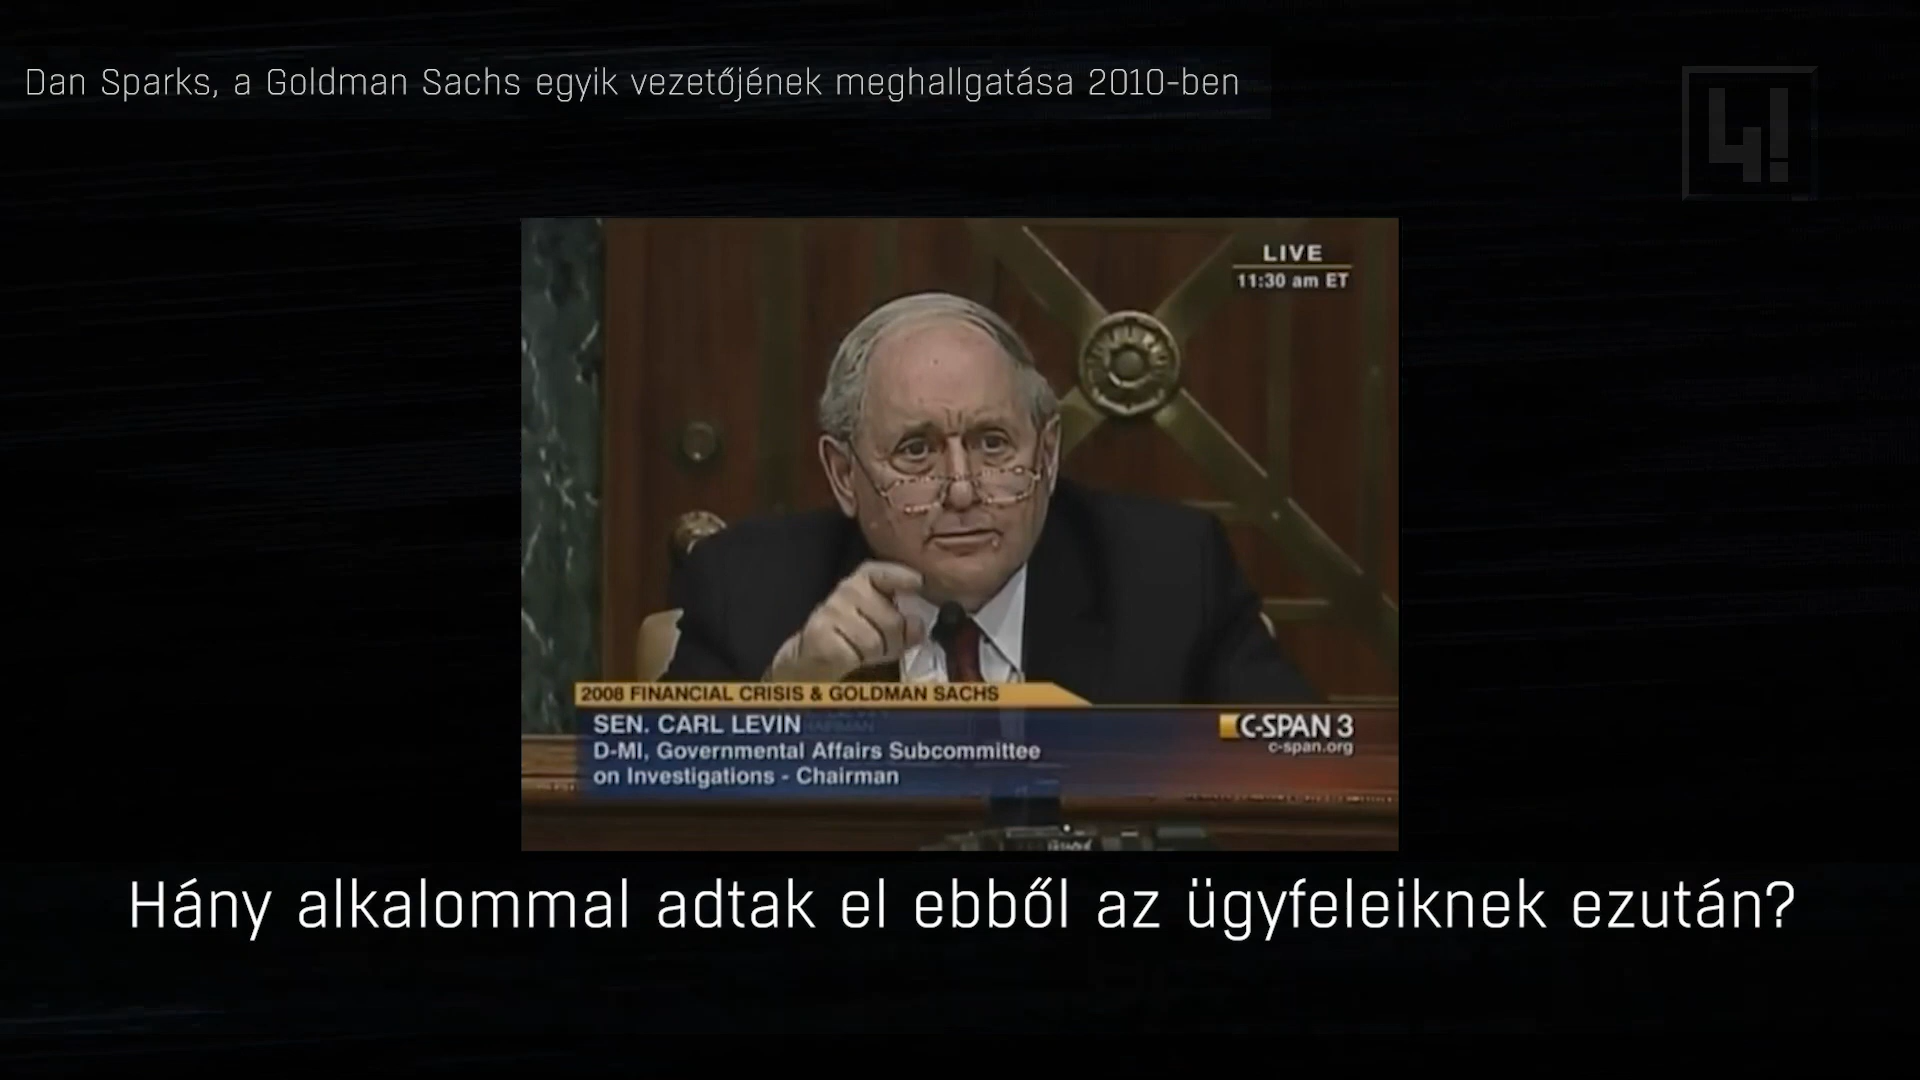 Dan Sparks, a Goldman Sachs egyik vezetőjének meghallgatása 2010-ben
4!
LIVE
11:30 am ET
2008 FINANCIAL CRISIS & GOLDMAN SACHS
SEN. CARL LEVIN
D-MI, Governmental Affairs Subcommittee
on Investigations - Chairman
C-SPAN 3
c-span.org
Hány alkalommal adtak el ebből az ügyfeleiknek ezután?